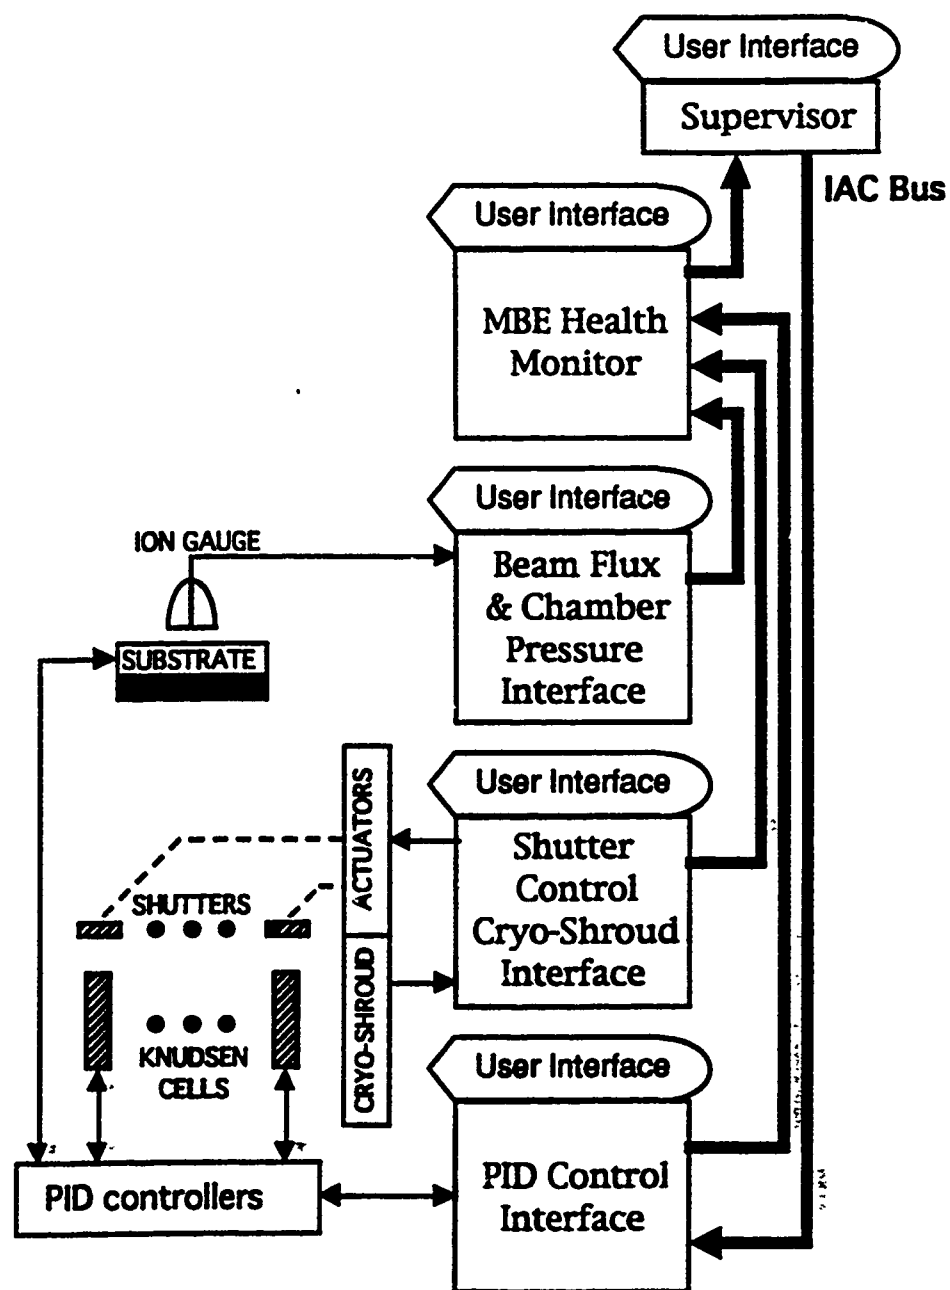 User Interface
Supervisor
IAC Bus
User Interface
MBE Health
Monitor
User Interface
ION GAUGE
Beam Flux
& Chamber
Pressure
Interface
SUBSTRATE
User Interface
ACTUATORS
Shutter
Control
Cryo-Shroud
Interface
SHUTTERS
CRYO-SHROUD
KNUDSEN
CELLS
User Interface
PID controllers
PID Control
Interface